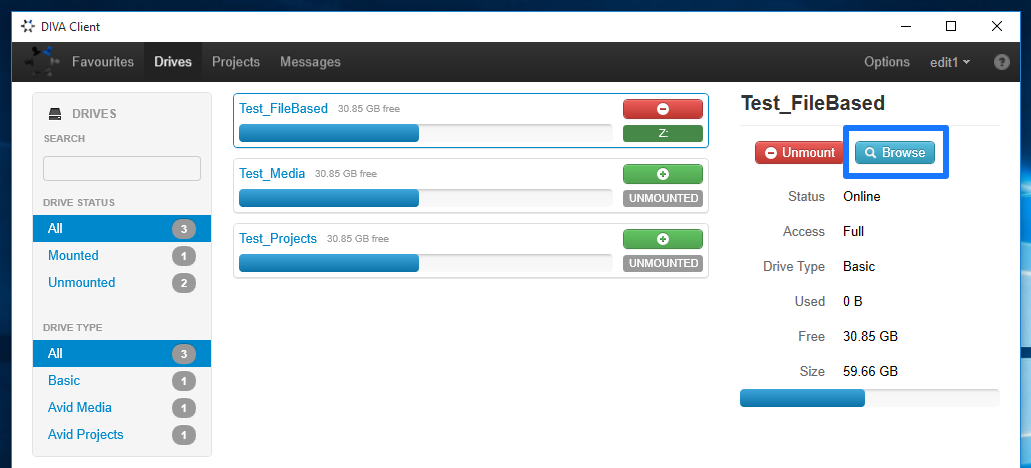 DIVA Client
Favourites Drives Projects Messages Options edit1 ?
DRIVES
SEARCH
DRIVE STATUS
All 3
Mounted 1
Unmounted 2
DRIVE TYPE
All 3
Basic 1
Avid Media 1
Avid Projects 1
Test_FileBased 30.85 GB free
Z:
Test_Media 30.85 GB free
UNMOUNTED
Test_Projects 30.85 GB free
UNMOUNTED
Test_FileBased
Unmount Browse
Status Online
Access Full
Drive Type Basic
Used 0 B
Free 30.85 GB
Size 59.66 GB